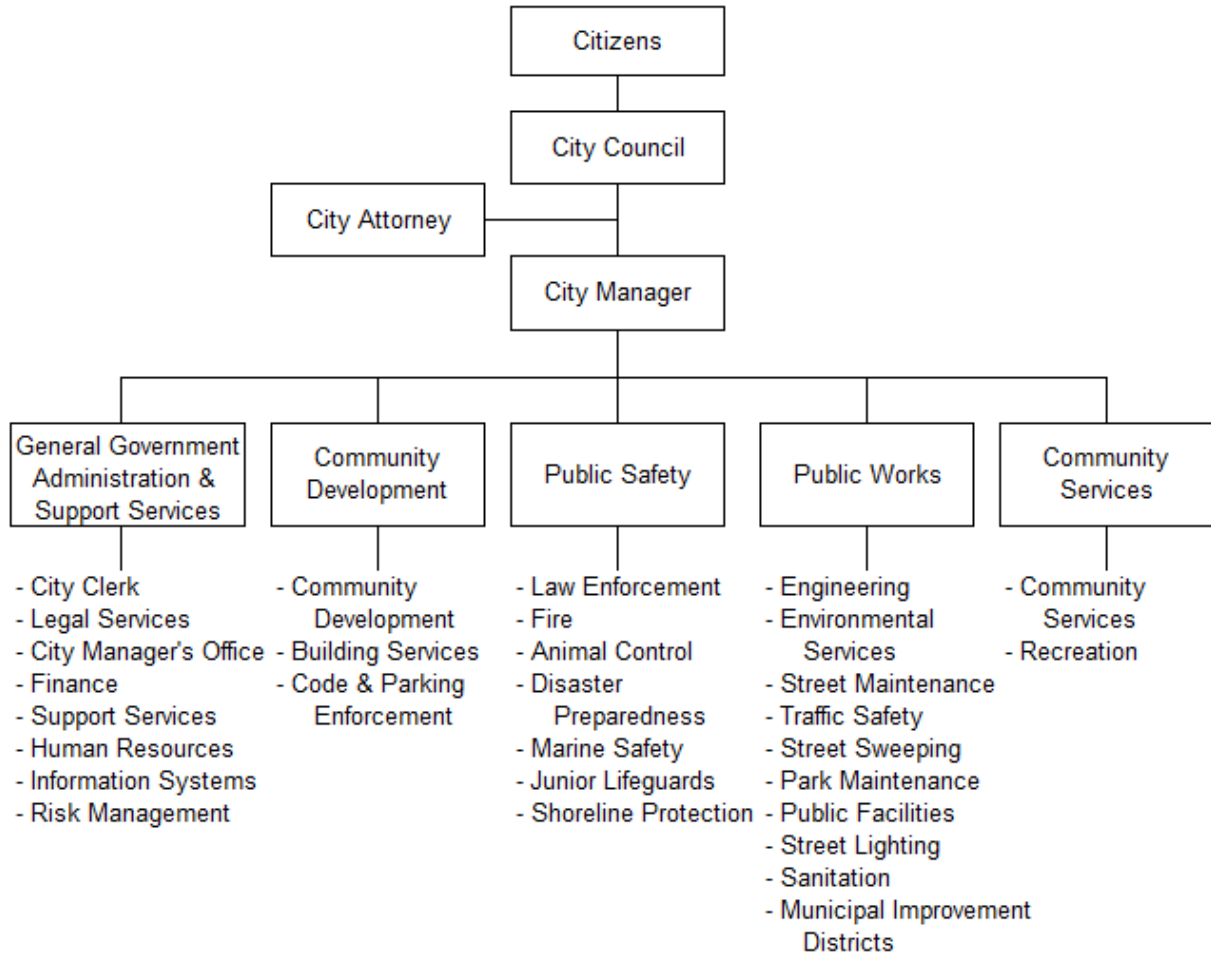 Citizens
City Council
City Attorney
City Manager
General Government
Administration &
Support Services
Community
Development
Public Safety
Public Works
Community
Services
- City Clerk
- Legal Services
- City Manager's Office
- Finance
- Support Services
- Human Resources
- Information Systems
- Risk Management
- Community
Development
- Building Services
- Code & Parking
Enforcement
- Law Enforcement
- Fire
- Animal Control
- Disaster
Preparedness
- Marine Safety
- Junior Lifeguards
- Shoreline Protection
- Engineering
- Environmental
Services
- Street Maintenance
- Traffic Safety
- Street Sweeping
- Park Maintenance
- Public Facilities
- Street Lighting
- Sanitation
- Municipal Improvement
Districts
- Community
Services
- Recreation